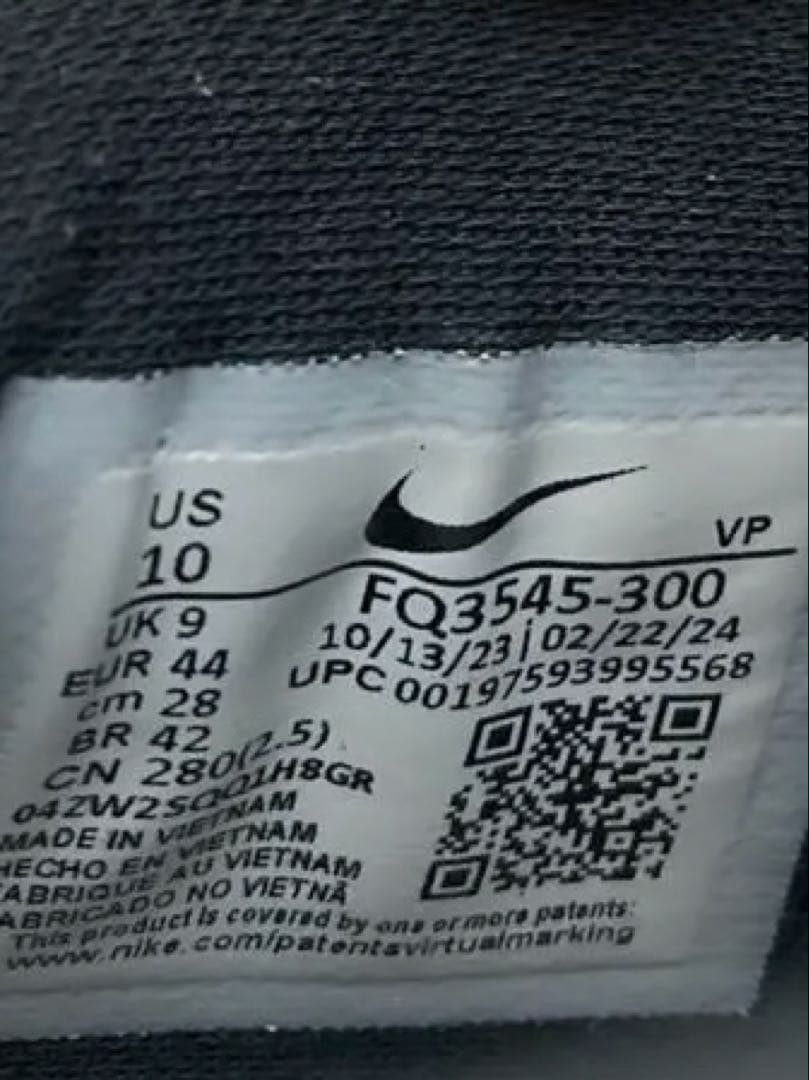 US
10
UK 9
EUR 44
cm 28
BR 42
CN 280(2.5)
04ZW2SQQ1H8GR
MADE IN VIETNAM
HECHO EN VIETNAM
FABRIQUE AU VIETNAM
FABRICADO NO VIETNÃ
This product is covered by one or more patents:
www.nike.com/patentsvirtualmarking
VP
FQ3545-300
10/13/23 | 02/22/24
UPC 00197593995568